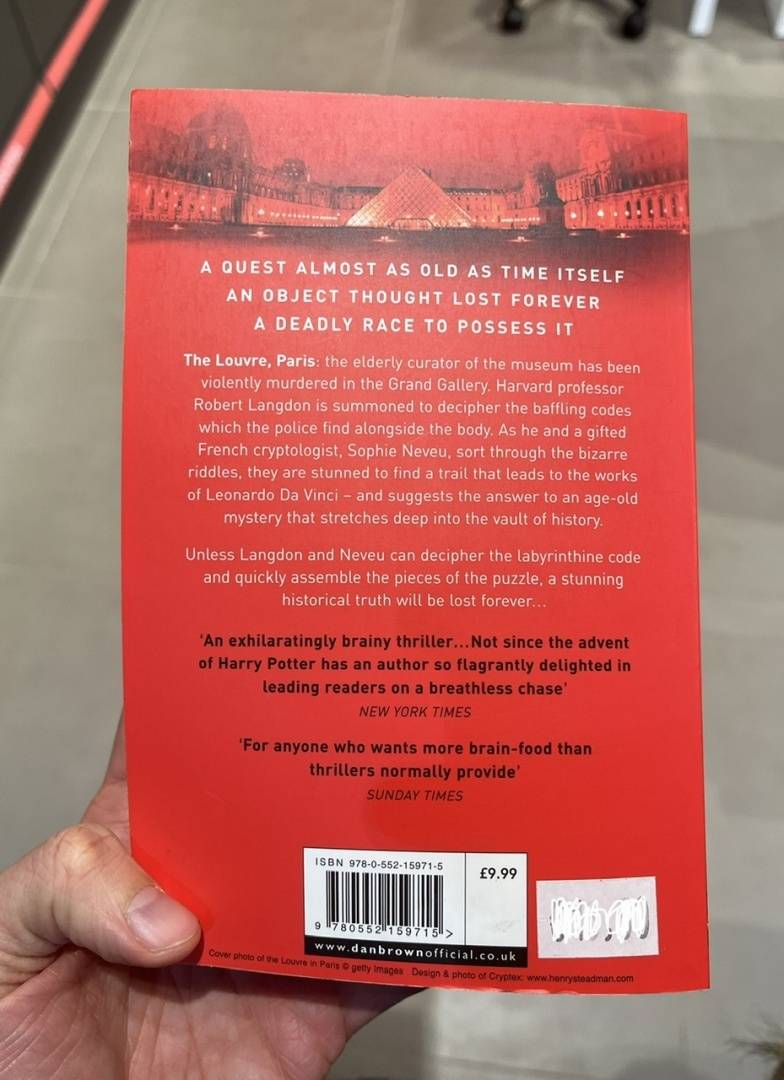 A QUEST ALMOST AS OLD AS TIME ITSELF
AN OBJECT THOUGHT LOST FOREVER
A DEADLY RACE TO POSSESS IT
The Louvre, Paris: the elderly curator of the museum has been
violently murdered in the Grand Gallery. Harvard professor
Robert Langdon is summoned to decipher the baffling codes
which the police find alongside the body. As he and a gifted
French cryptologist, Sophie Neveu, sort through the bizarre
riddles, they are stunned to find a trail that leads to the works
of Leonardo Da Vinci – and suggests the answer to an age-old
mystery that stretches deep into the vault of history.
Unless Langdon and Neveu can decipher the labyrinthine code
and quickly assemble the pieces of the puzzle, a stunning
historical truth will be lost forever...
‘An exhilaratingly brainy thriller...Not since the advent
of Harry Potter has an author so flagrantly delighted in
leading readers on a breathless chase’
NEW YORK TIMES
‘For anyone who wants more brain-food than
thrillers normally provide’
SUNDAY TIMES
ISBN 978-0-552-15971-5
£9.99
9 780552 159715 >
www.danbrownofficial.co.uk
Cover photo of the Louvre in Paris © getty images Design & photo of Cryptex: www.henrysteadman.com